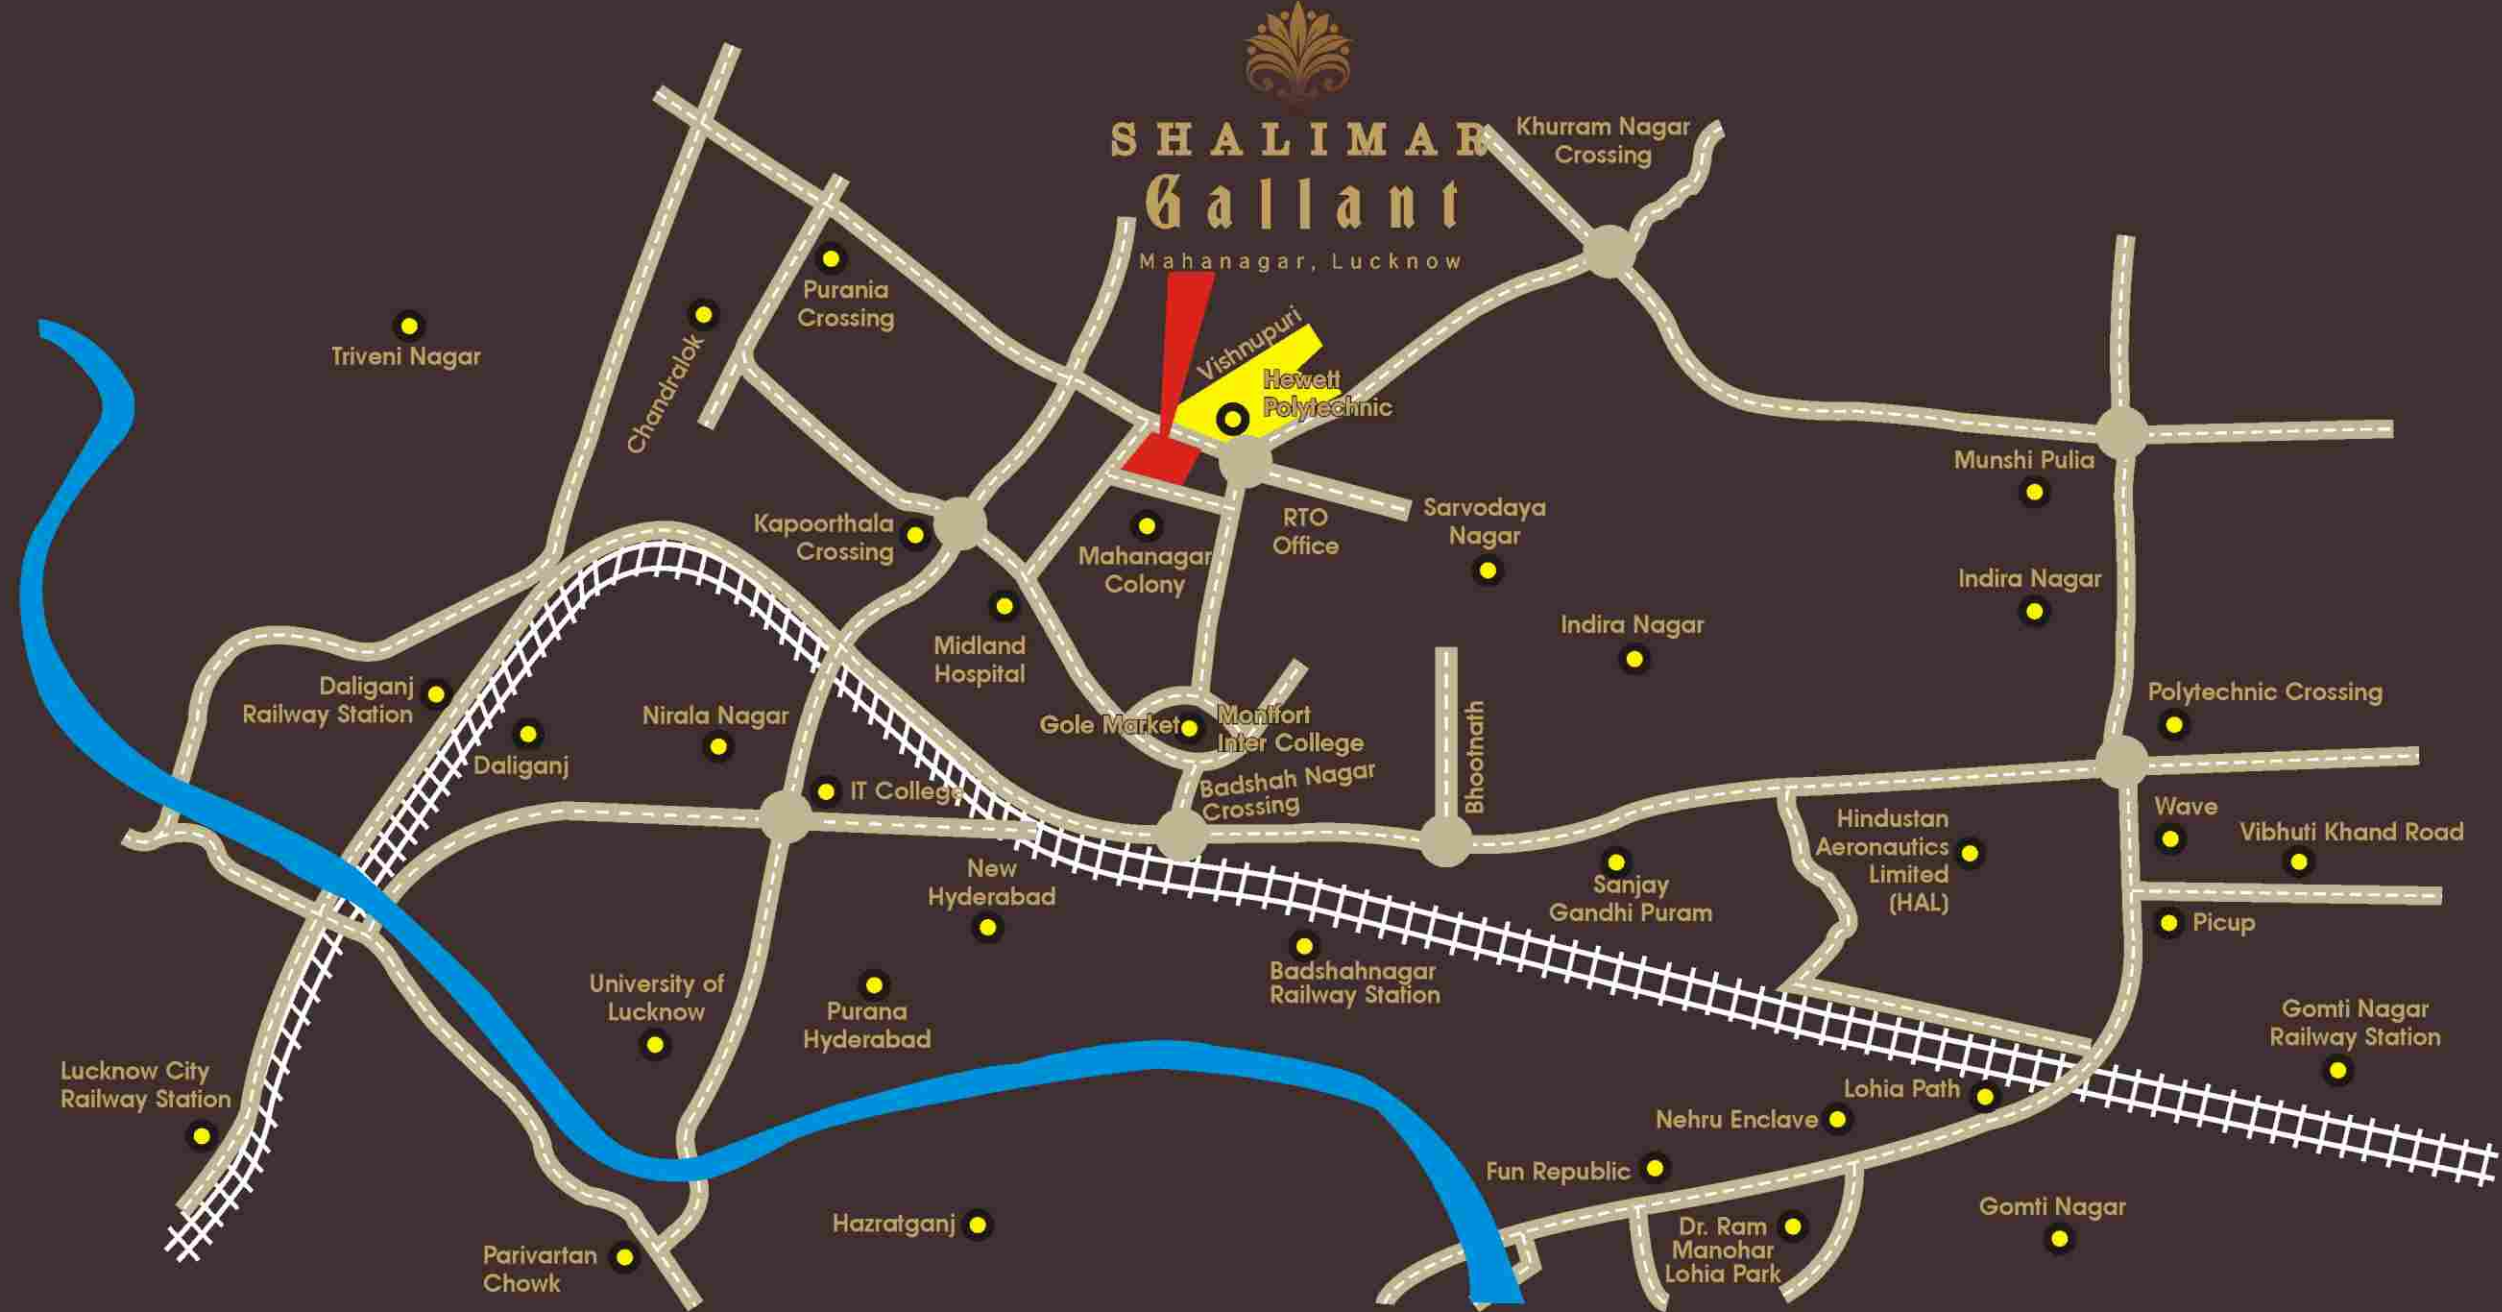 SHALIMAR
Gallant
Mahanagar, Lucknow
Khurram Nagar
Crossing
Purania
Crossing
Triveni Nagar
Chandralok
Vishnupuri
Hewett
Polytechnic
Munshi Pulia
Kapoorthala
Crossing
Mahanagar
Colony
RTO
Office
Sarvodaya
Nagar
Indira Nagar
Indira Nagar
Midland
Hospital
Daliganj
Railway Station
Daliganj
Nirala Nagar
Gole Market
Montfort
Inter College
Polytechnic Crossing
Bhootnath
Badshah Nagar
Crossing
IT College
Hindustan
Aeronautics
Limited
(HAL)
Wave
Vibhuti Khand Road
New
Hyderabad
Sanjay
Gandhi Puram
Picup
Badshahnagar
Railway Station
University of
Lucknow
Purana
Hyderabad
Gomti Nagar
Railway Station
Lucknow City
Railway Station
Lohia Path
Nehru Enclave
Fun Republic
Gomti Nagar
Hazratganj
Dr. Ram
Manohar
Lohia Park
Parivartan
Chowk